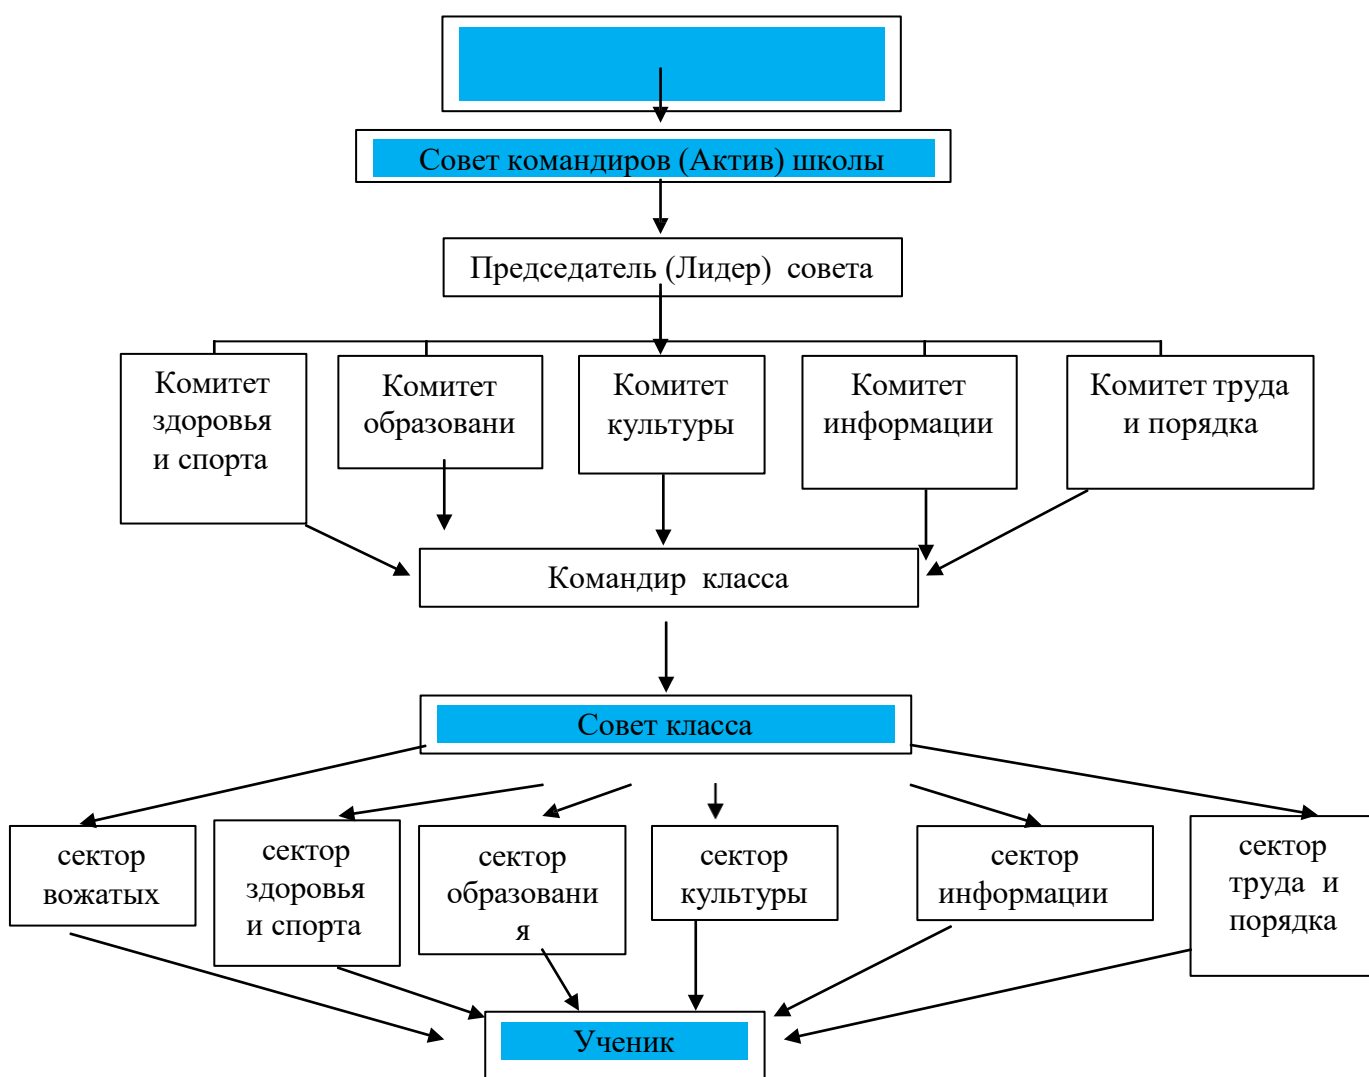 Совет командиров (Актив) школы
Председатель (Лидер) совета
Комитет
здоровья
и спорта
Комитет
образовани
Комитет
культуры
Комитет
информации
Комитет труда
и порядка
Командир класса
Совет класса
сектор
вожатых
сектор
здоровья
и спорта
сектор
образовани
я
сектор
культуры
сектор
информации
сектор
труда и
порядка
Ученик